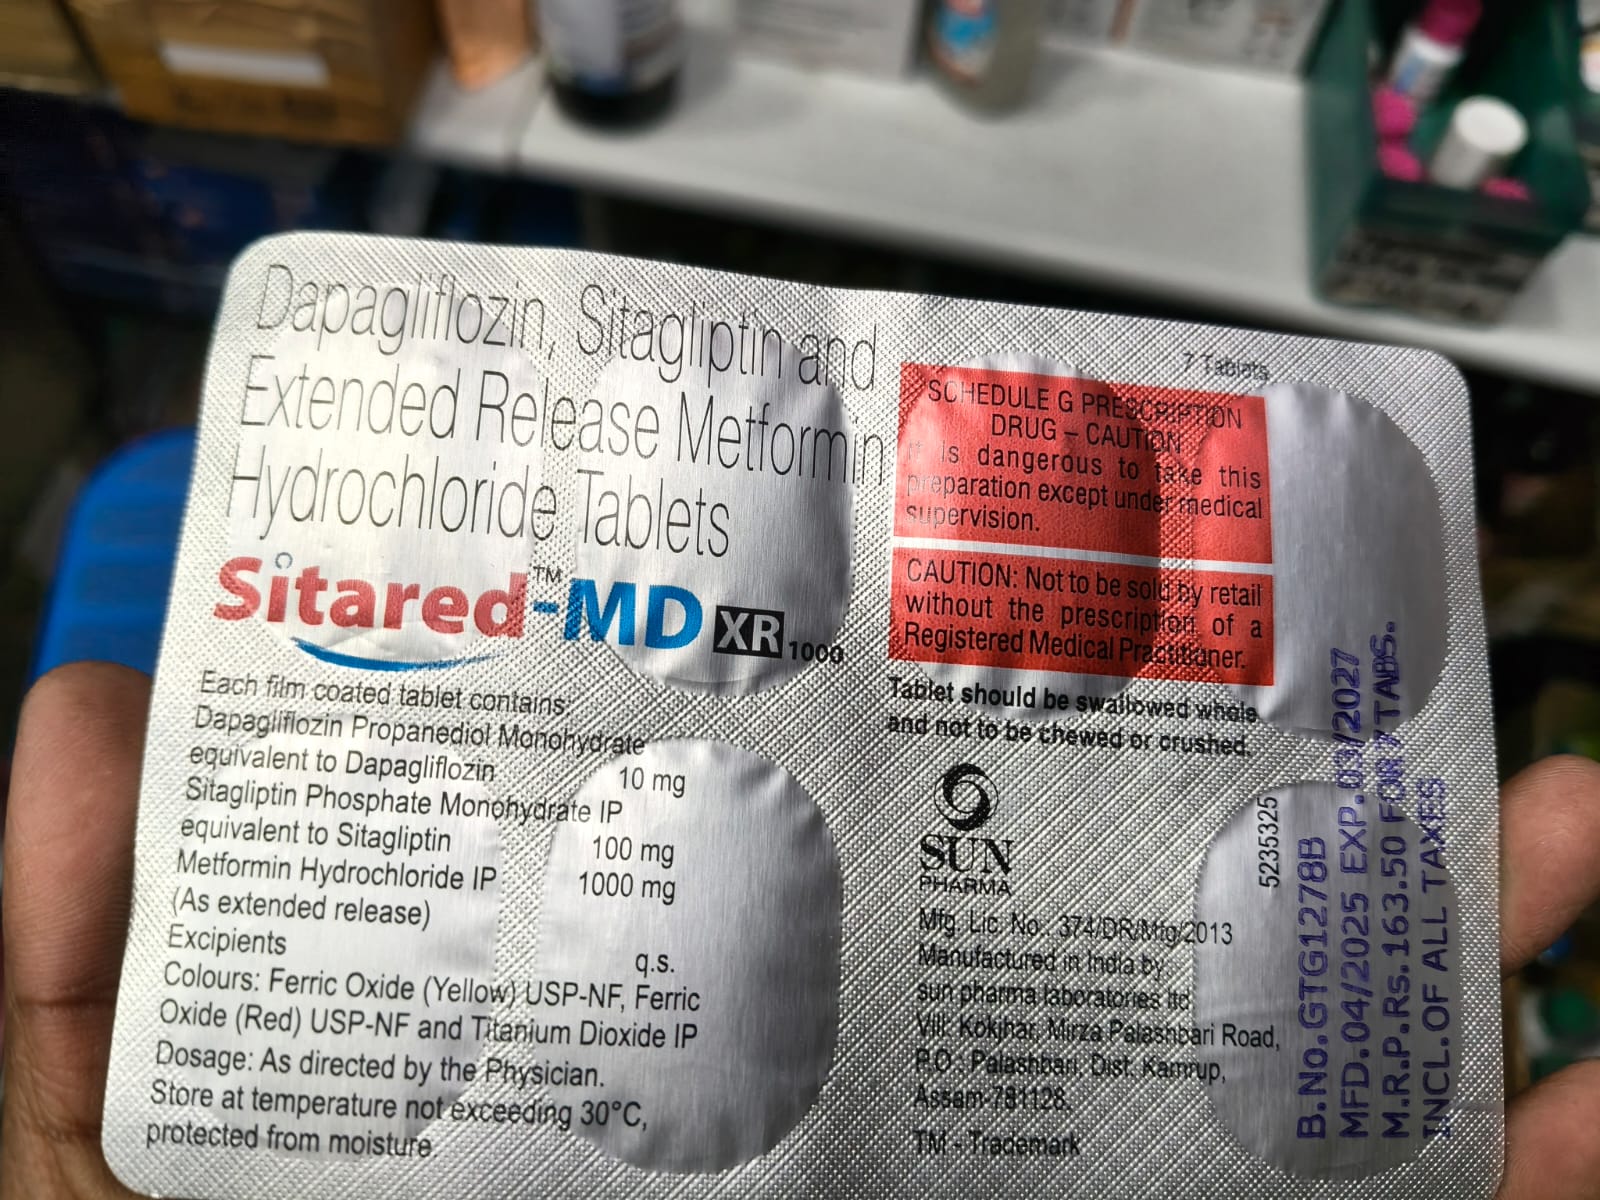 Dapagliflozin, Sitagliptin and
Extended Release Metformin
Hydrochloride Tablets
Sitared™-MD XR 1000
Each film coated tablet contains:
Dapagliflozin Propanediol Monohydrate
equivalent to Dapagliflozin 10 mg
Sitagliptin Phosphate Monohydrate IP
equivalent to Sitagliptin 100 mg
Metformin Hydrochloride IP 1000 mg
(As extended release)
Excipients q.s.
Colours: Ferric Oxide (Yellow) USP-NF, Ferric
Oxide (Red) USP-NF and Titanium Dioxide IP
Dosage: As directed by the Physician.
Store at temperature not exceeding 30°C,
protected from moisture.
7 Tablets
SCHEDULE G PRESCRIPTION
DRUG – CAUTION
It is dangerous to take this
preparation except under medical
supervision.
CAUTION: Not to be sold by retail
without the prescription of a
Registered Medical Practitioner.
Tablet should be swallowed whole
and not to be chewed or crushed.
SUN
PHARMA
Mfg. Lic. No.: 374/DR/Mfg/2013
Manufactured in India by:
sun pharma laboratories ltd.
Vill: Kokjhar, Mirza Palashbari Road,
P.O.: Palashbari, Dist. Kamrup,
Assam-781128.
TM - Trademark
5235325
B.No.GTG1278B
MFD.04/2025 EXP.03/2027
M.R.P.Rs.163.50 FOR 7 TABS.
INCL.OF ALL TAXES